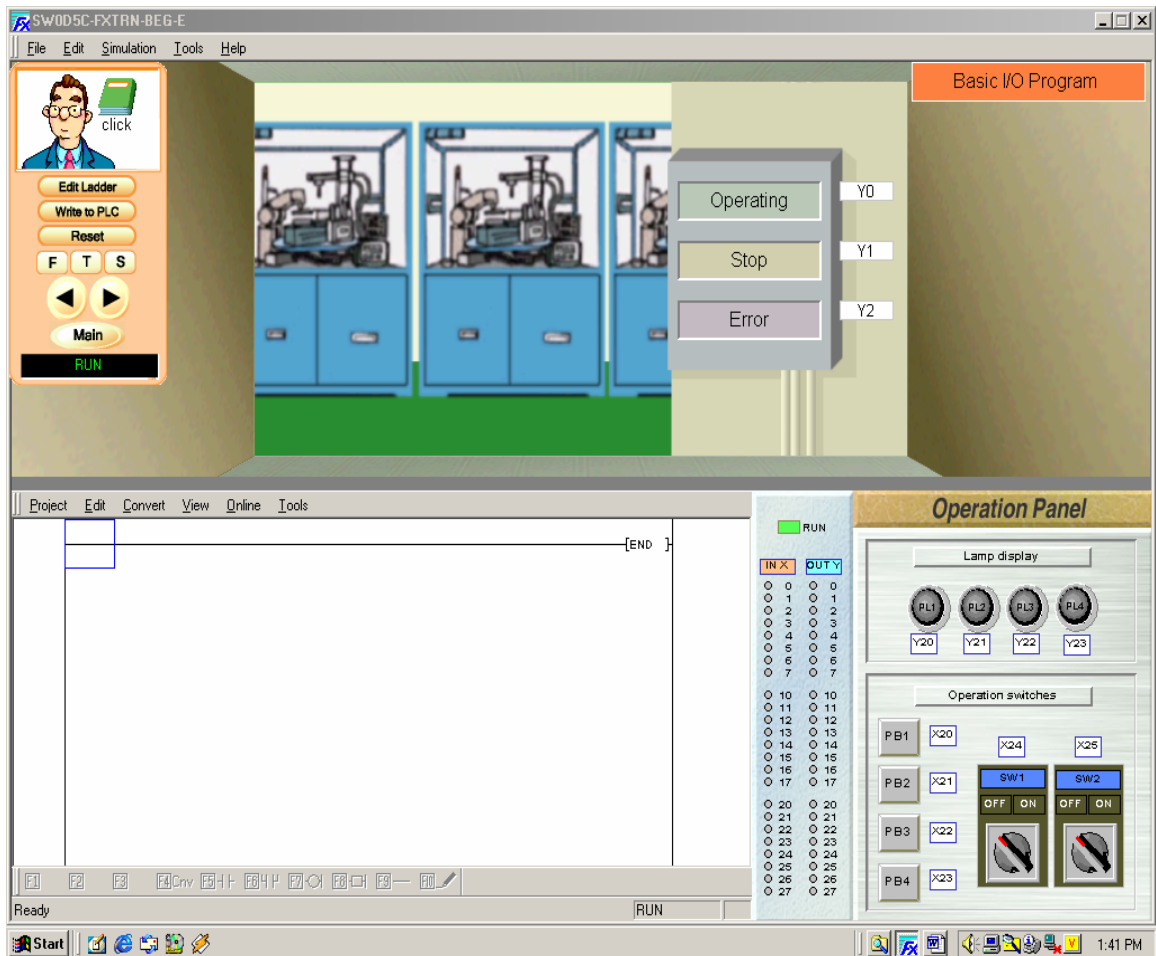 SW0D5C-FXTRN-BEG-E
File Edit Simulation Tools Help
click
Edit Ladder
Write to PLC
Reset
F T S
Main
RUN
Basic I/O Program
Operating Y0
Stop Y1
Error Y2
Project Edit Convert View Online Tools
END
F1 F2 F3 F4 Cnv F5 F6 F7 F8 F9 F10
Ready RUN
RUN
IN X OUT Y
0 0
1 1
2 2
3 3
4 4
5 5
6 6
7 7
10 10
11 11
12 12
13 13
14 14
15 15
16 16
17 17
20 20
21 21
22 22
23 23
24 24
25 25
26 26
27 27
Operation Panel
Lamp display
PL1 PL2 PL3 PL4
Y20 Y21 Y22 Y23
Operation switches
PB1 X20
PB2 X21
PB3 X22
PB4 X23
X24 X25
SW1 SW2
OFF ON OFF ON
Start 1:41 PM